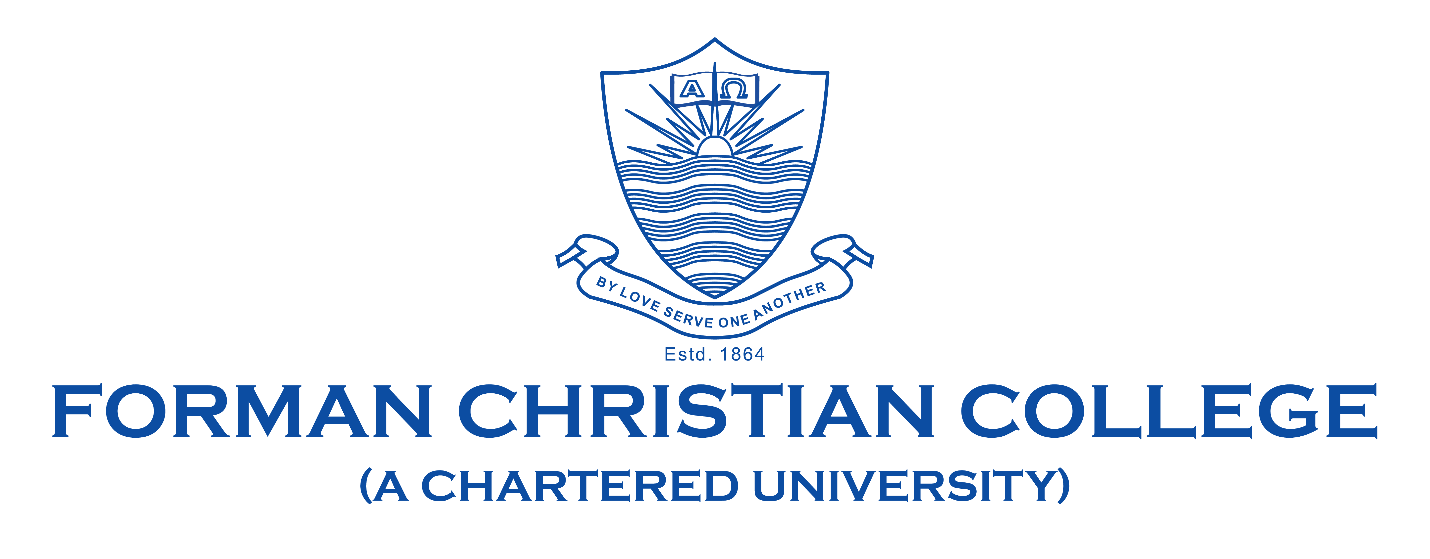 Α Ω
BY LOVE SERVE ONE ANOTHER
Estd. 1864
FORMAN CHRISTIAN COLLEGE
(A CHARTERED UNIVERSITY)